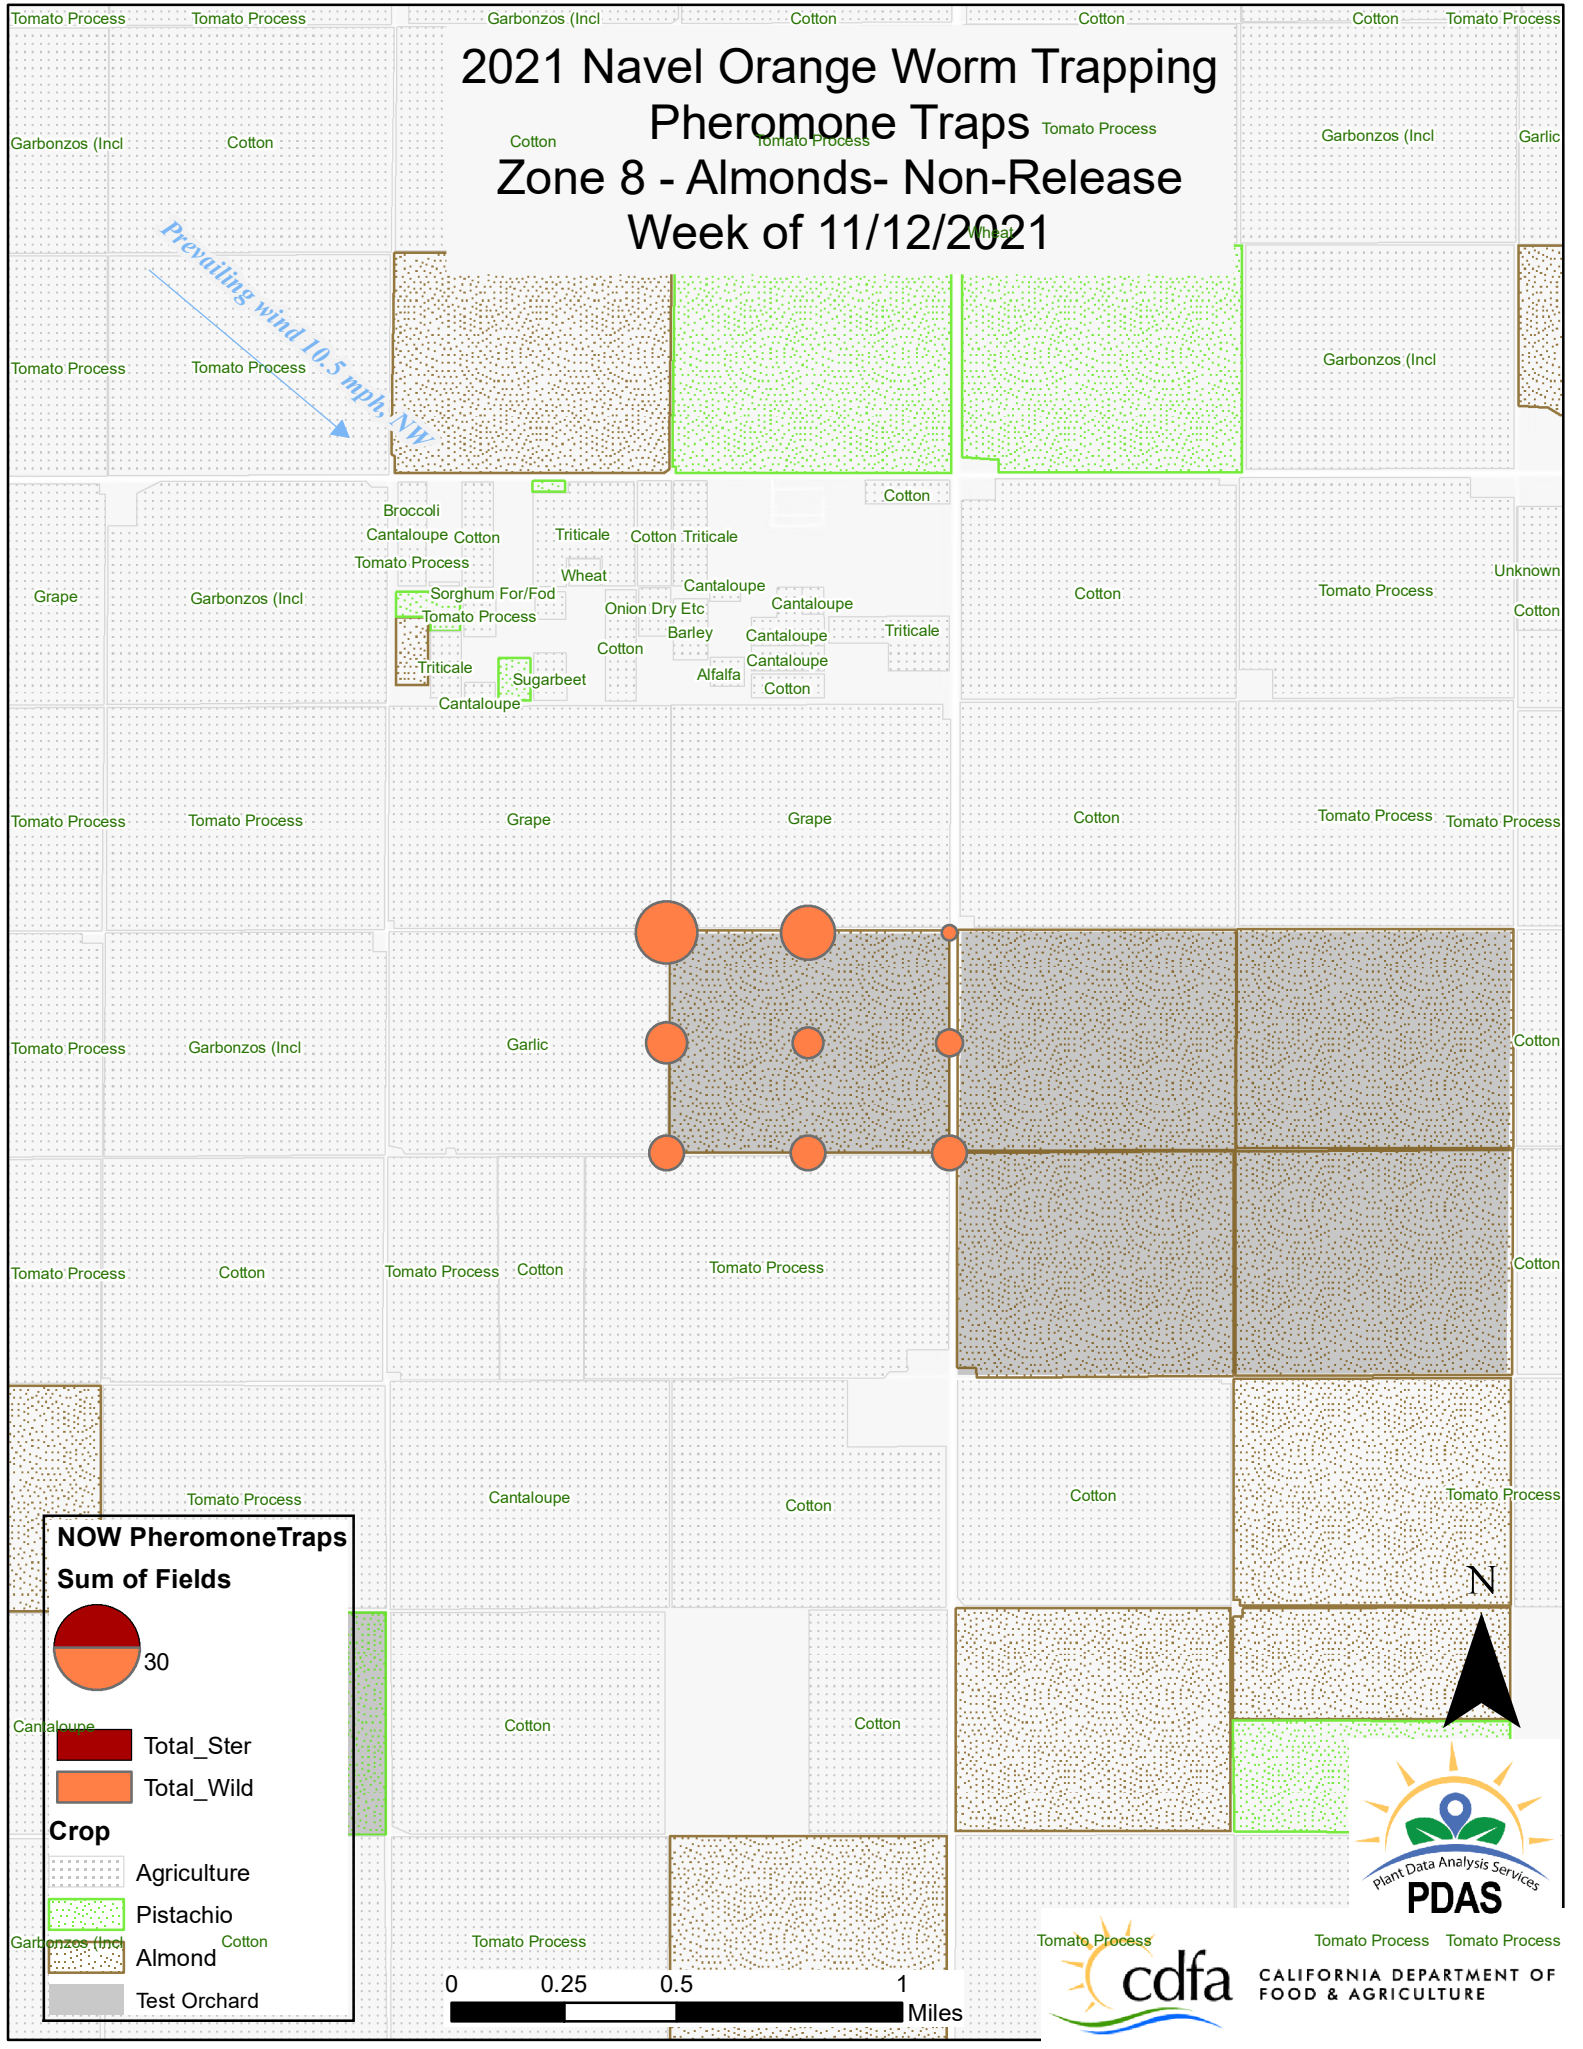 Tomato Process Tomato Process Garbonzos (Incl Cotton Cotton Cotton Tomato Process
2021 Navel Orange Worm Trapping
Pheromone Traps
Zone 8 - Almonds- Non-Release
Week of 11/12/2021
Garbonzos (Incl Cotton Cotton Tomato Process Tomato Process Garbonzos (Incl Garlic
Wheat
Prevailing wind 10.5 mph, NW
Tomato Process Tomato Process Garbonzos (Incl
Cotton
Broccoli
Cantaloupe Cotton Triticale Cotton Triticale
Tomato Process
Wheat Unknown
Cantaloupe
Grape Garbonzos (Incl Sorghum For/Fod Cotton Tomato Process
Onion Dry Etc Cantaloupe Cotton
Tomato Process
Barley Cantaloupe Triticale
Cotton
Triticale Cantaloupe
Sugarbeet Alfalfa
Cotton
Cantaloupe
Tomato Process Tomato Process Grape Grape Cotton Tomato Process Tomato Process
Tomato Process Garbonzos (Incl Garlic Cotton
Tomato Process Cotton Tomato Process Cotton Tomato Process Cotton
Tomato Process Cantaloupe Cotton Cotton Tomato Process
N
NOW PheromoneTraps
Sum of Fields
30
Cantaloupe Cotton Cotton
Total_Ster
Total_Wild
Crop
Agriculture
Pistachio
Garbonzos (Incl Cotton Tomato Process Tomato Process Tomato Process Tomato Process
Almond
Test Orchard
0 0.25 0.5 1
Miles
Plant Data Analysis Services
PDAS
cdfa
CALIFORNIA DEPARTMENT OF
FOOD & AGRICULTURE